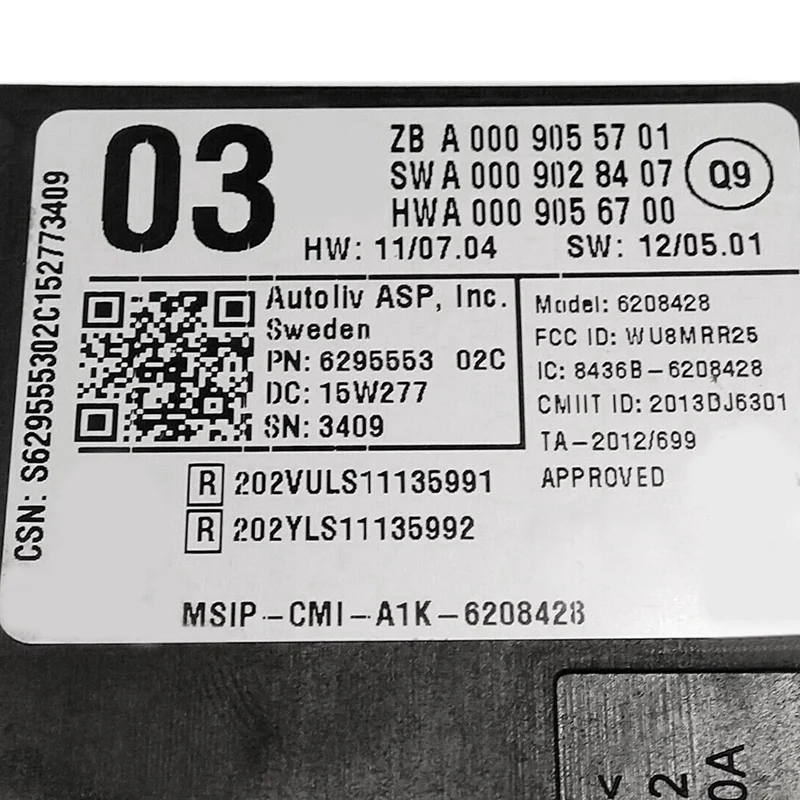 03
ZB A 000 905 57 01
SW A 000 902 84 07
HW A 000 905 67 00
Q9
HW: 11/07.04 SW: 12/05.01
CSN: S6295555302C152773409
Autoliv ASP, Inc.
Sweden
PN: 6295553 02C
DC: 15W277
SN: 3409
Model: 6208428
FCC ID: WU8MRR25
IC: 8436B-6208428
CMIIT ID: 2013DJ6301
TA-2012/699
APPROVED
R 202VULS11135991
R 202YLS11135992
MSIP-CMI-A1K-6208428
2
0A